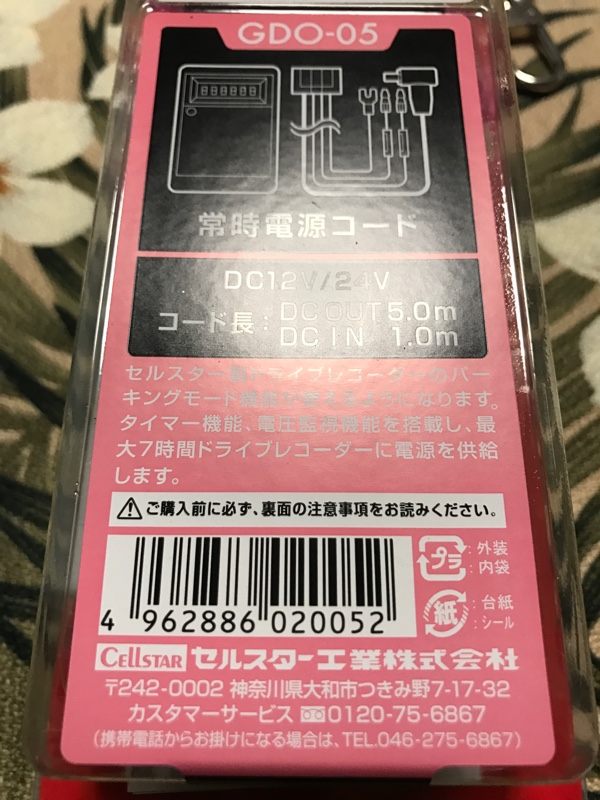 GDO-05
常時電源コード
DC12V/24V
コード長：DC OUT 5.0m
DC IN 1.0m
セルスター製ドライブレコーダーのパー
キングモード機能が使えるようになります。
タイマー機能、電圧監視機能を搭載し、最
大7時間ドライブレコーダーに電源を供給
します。
ご購入前に必ず、裏面の注意事項をお読みください。
プラ：外装
：内袋
紙：台紙
：シール
4 962886 020052
CELLSTAR セルスター工業株式会社
〒242-0002 神奈川県大和市つきみ野7-17-32
カスタマーサービス 0120-75-6867
(携帯電話からお掛けになる場合は、TEL.046-275-6867)